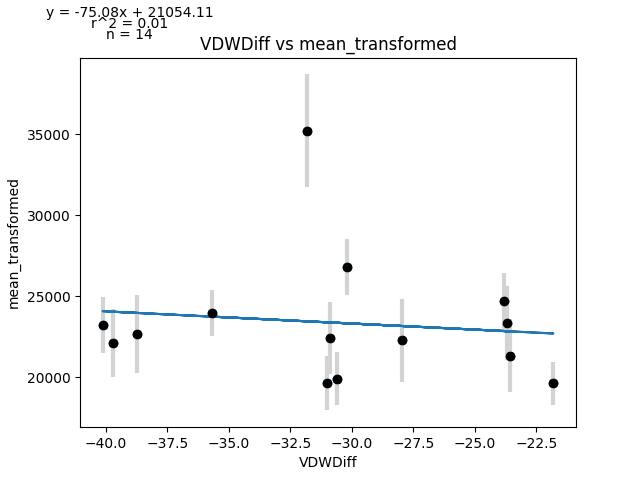 y = -75.08x + 21054.11
r^2 = 0.01
n = 14
VDWDiff vs mean_transformed
mean_transformed
35000
30000
25000
20000
−40.0 −37.5 −35.0 −32.5 −30.0 −27.5 −25.0 −22.5
VDWDiff